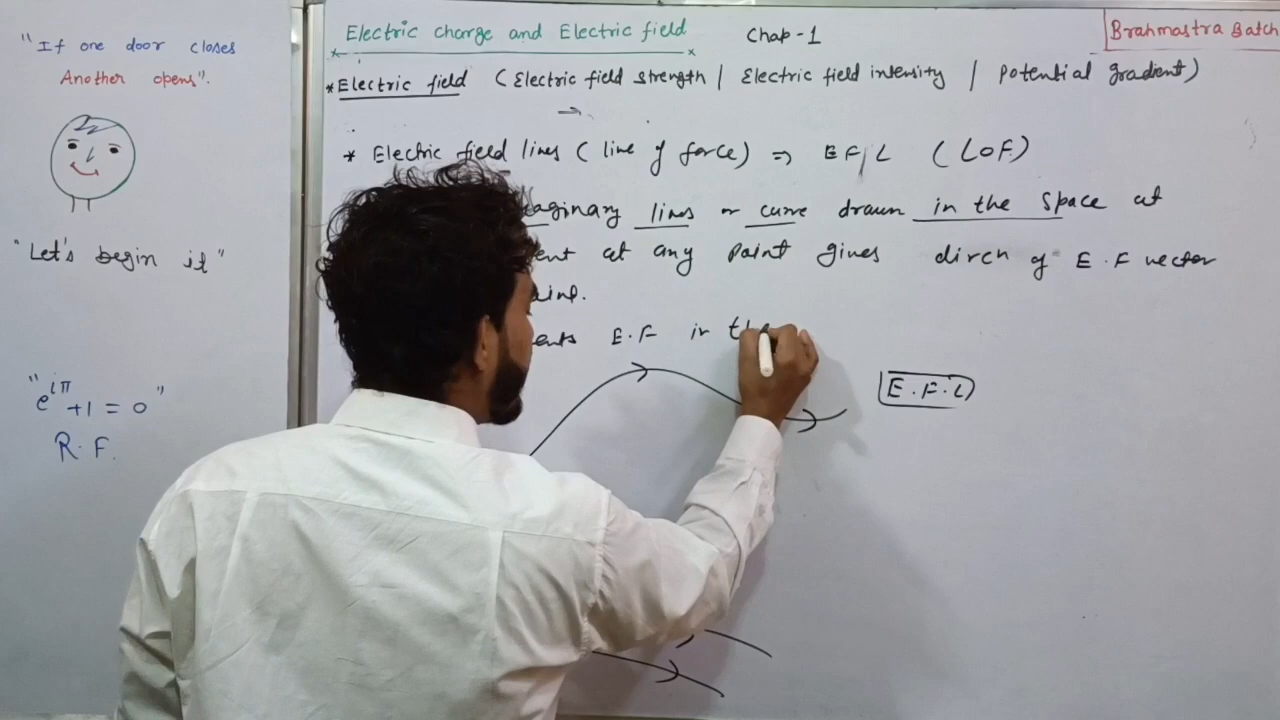 "If one door closes
Another opens".
"Let's begin it"
"e^iπ +1 = 0"
R. F.
Electric charge and Electric field Chap-1
Brahmastra Batch
* Electric field (Electric field strength / Electric field intensity / potential gradient)
* Electric field lines (line of force) => EFL (LOF)
lines or curve drawn in the space at
at any point gives dircn of E.F vector
E.F in
E.F.L